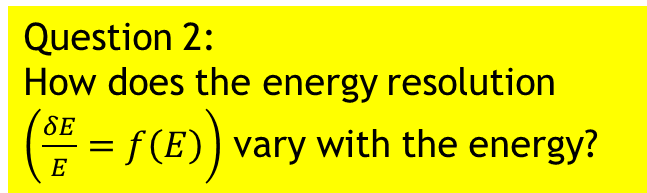 Question 2:
How does the energy resolution
(δE/E = f(E)) vary with the energy?